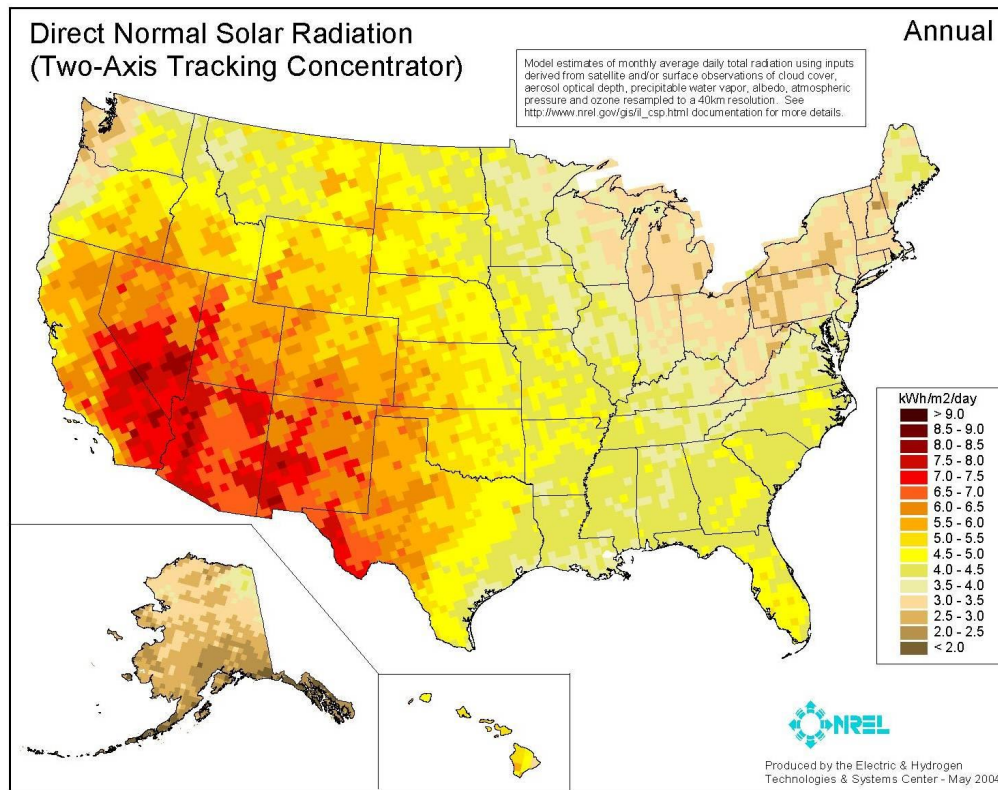 Direct Normal Solar Radiation
(Two-Axis Tracking Concentrator)
Annual
Model estimates of monthly average daily total radiation using inputs
derived from satellite and/or surface observations of cloud cover,
aerosol optical depth, precipitable water vapor, albedo, atmospheric
pressure and ozone resampled to a 40km resolution. See
http://www.nrel.gov/gis/il_csp.html documentation for more details.
kWh/m2/day
> 9.0
8.5 - 9.0
8.0 - 8.5
7.5 - 8.0
7.0 - 7.5
6.5 - 7.0
6.0 - 6.5
5.5 - 6.0
5.0 - 5.5
4.5 - 5.0
4.0 - 4.5
3.5 - 4.0
3.0 - 3.5
2.5 - 3.0
2.0 - 2.5
< 2.0
NREL
Produced by the Electric & Hydrogen
Technologies & Systems Center - May 2004